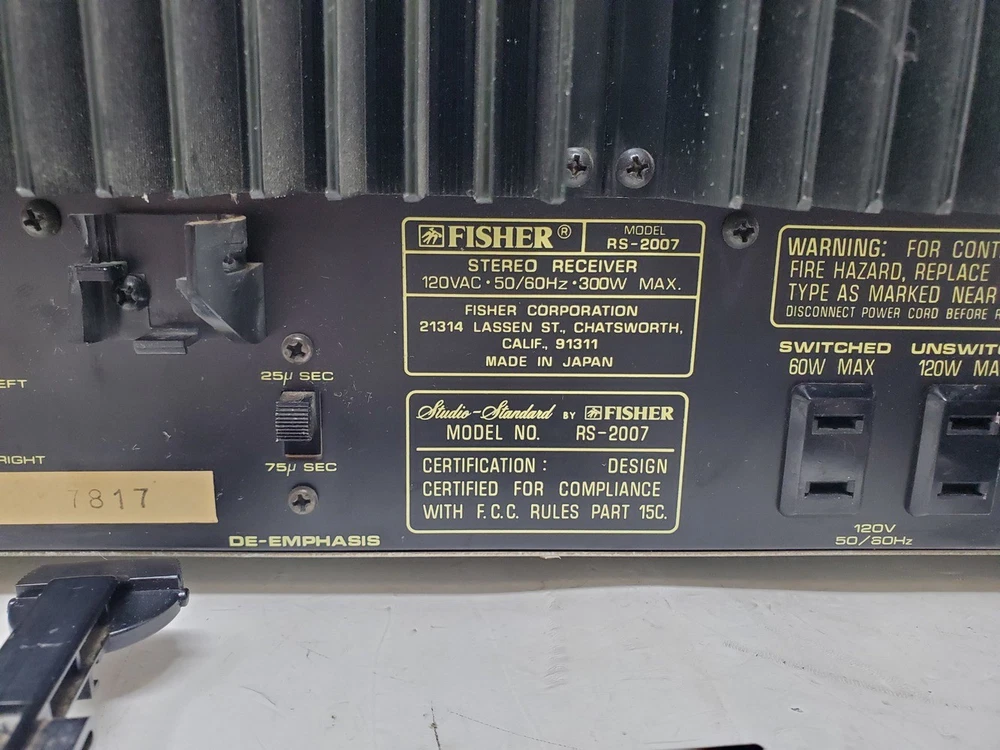 FISHER®
MODEL
RS-2007
STEREO RECEIVER
120VAC·50/60Hz·300W MAX.
FISHER CORPORATION
21314 LASSEN ST., CHATSWORTH,
CALIF., 91311
MADE IN JAPAN
Studio-Standard BY FISHER
MODEL NO. RS-2007
CERTIFICATION: DESIGN
CERTIFIED FOR COMPLIANCE
WITH F.C.C. RULES PART 15C.
25μ SEC
75μ SEC
DE-EMPHASIS
EFT
RIGHT
7817
WARNING: FOR CONT
FIRE HAZARD, REPLACE
TYPE AS MARKED NEAR
DISCONNECT POWER CORD BEFORE R
SWITCHED UNSWIT
60W MAX 120W MA
120V
50/60Hz